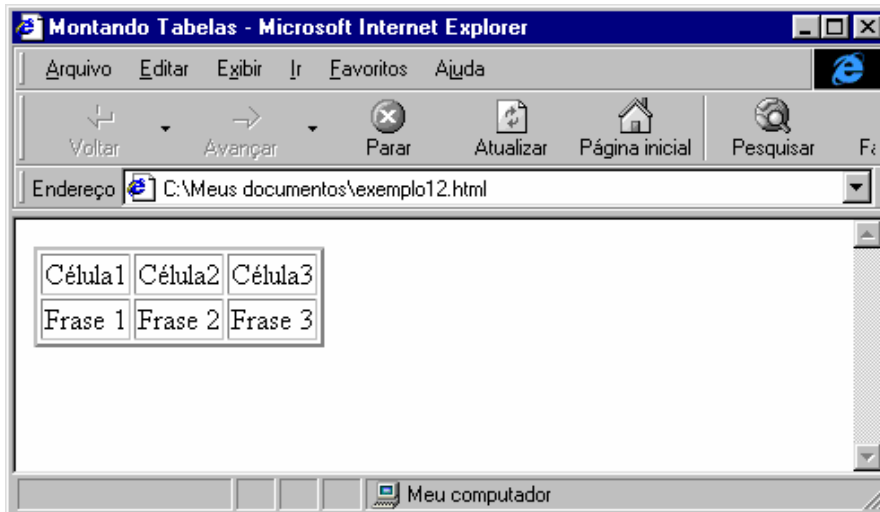 Montando Tabelas - Microsoft Internet Explorer
Arquivo Editar Exibir Ir Favoritos Ajuda
Voltar Avançar Parar Atualizar Página inicial Pesquisar
Endereço C:\Meus documentos\exemplo12.html
Célula1 Célula2 Célula3
Frase 1 Frase 2 Frase 3
Meu computador